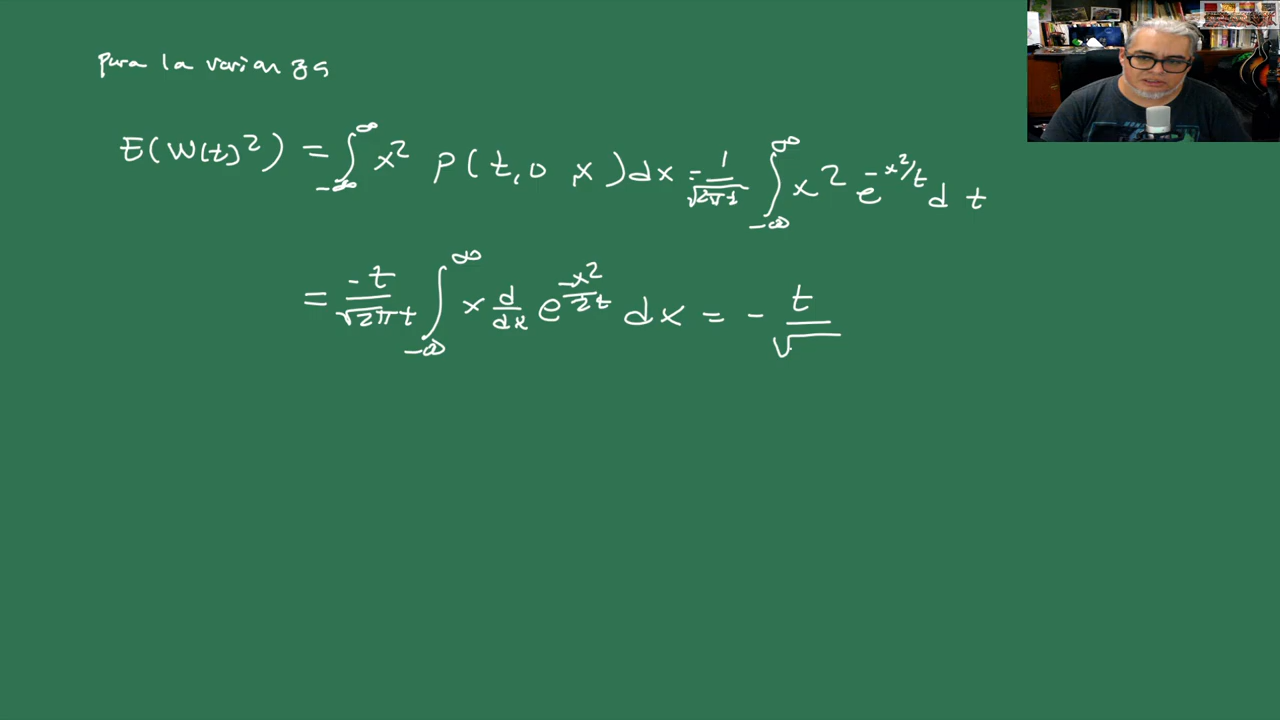 para la varianza
E(W(t)²) = ∫_{-∞}^{∞} x² P(t,0,x)dx = 1/√(2πt) ∫_{-∞}^{∞} x² e^{-x²/t} dt
= -t/√(2πt) ∫_{-∞}^{∞} x d/dx e^{-x²/2t} dx = - t/√